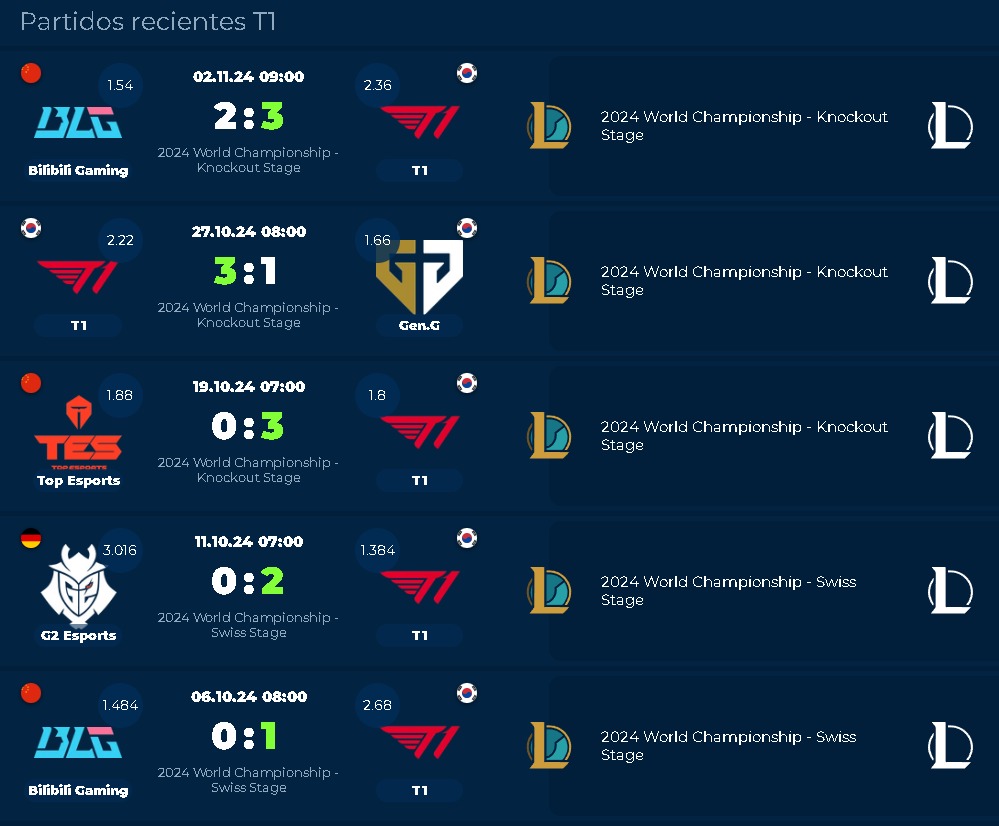 Partidos recientes T1
1.54
02.11.24 09:00
2.36
2:3
BLG
T1
2024 World Championship -
Knockout Stage
Bilibili Gaming
T1
2024 World Championship - Knockout
Stage
2.22
27.10.24 08:00
1.66
3:1
T1
2024 World Championship -
Knockout Stage
T1
Gen.G
2024 World Championship - Knockout
Stage
1.88
19.10.24 07:00
1.8
0:3
TES
TOP ESPORTS
T1
2024 World Championship -
Knockout Stage
Top Esports
T1
2024 World Championship - Knockout
Stage
3.016
11.10.24 07:00
1.384
0:2
T1
2024 World Championship -
Swiss Stage
G2 Esports
T1
2024 World Championship - Swiss
Stage
1.484
06.10.24 08:00
2.68
0:1
BLG
T1
2024 World Championship -
Swiss Stage
Bilibili Gaming
T1
2024 World Championship - Swiss
Stage